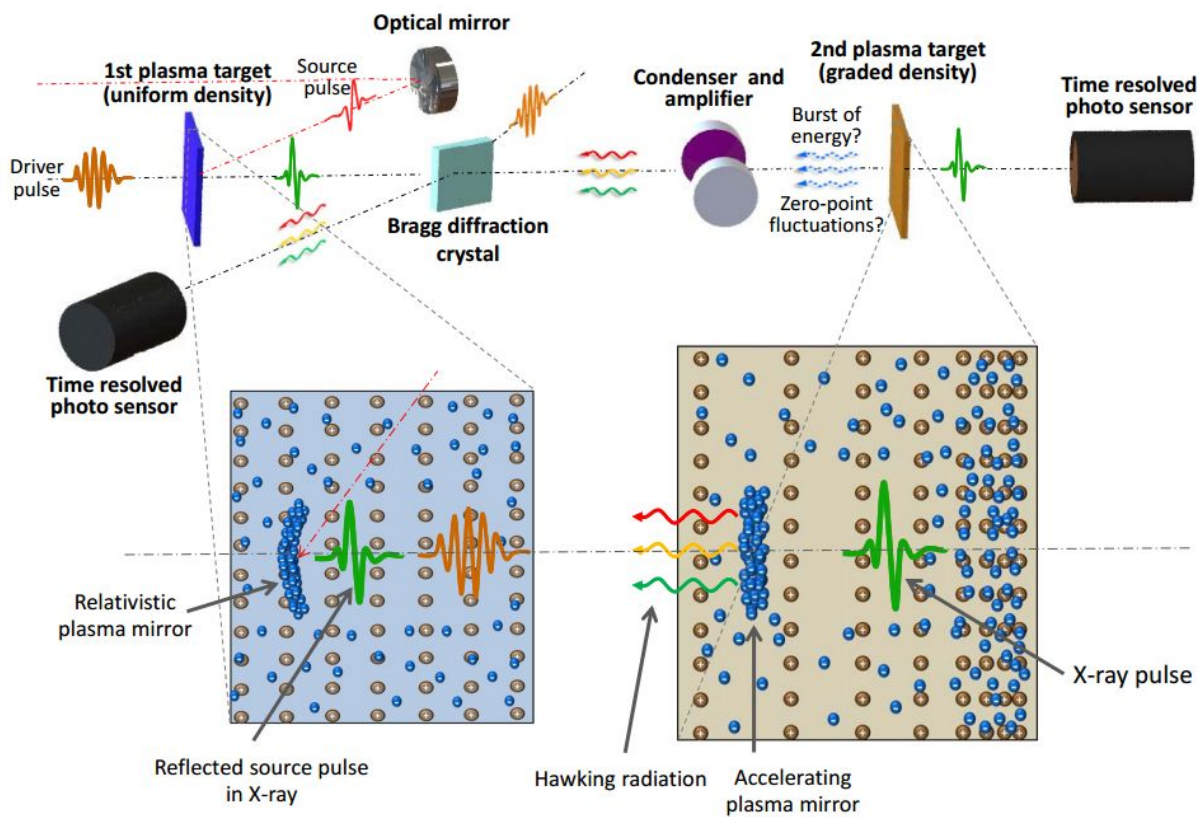 Optical mirror
1st plasma target
(uniform density)
Source
pulse
2nd plasma target
(graded density)
Condenser and
amplifier
Time resolved
photo sensor
Burst of
energy?
Driver
pulse
Zero-point
fluctuations?
Bragg diffraction
crystal
Time resolved
photo sensor
Relativistic
plasma mirror
X-ray pulse
Reflected source pulse
in X-ray
Hawking radiation
Accelerating
plasma mirror